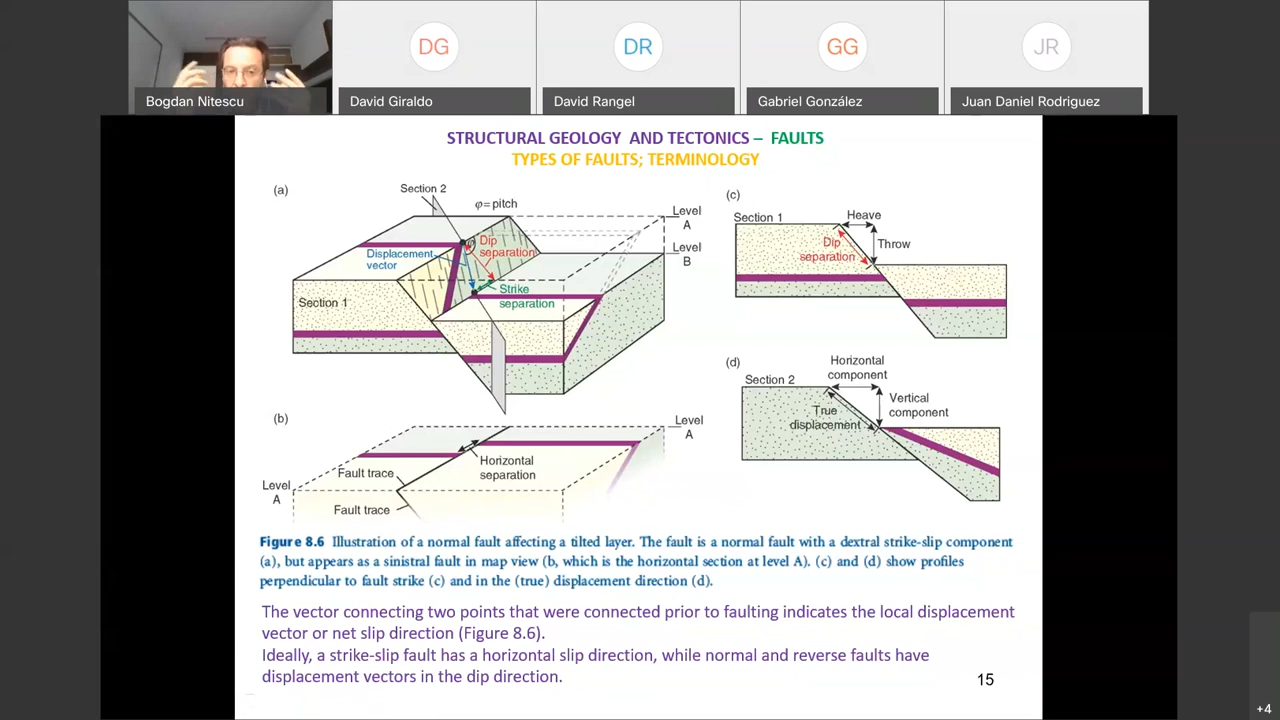 DG
DR
GG
JR
Bogdan Nitescu
David Giraldo
David Rangel
Gabriel González
Juan Daniel Rodriguez
STRUCTURAL GEOLOGY AND TECTONICS – FAULTS
TYPES OF FAULTS; TERMINOLOGY
(a)
Section 2
φ= pitch
Level
A
Level
B
φ
Dip
separation
Displacement
vector
Strike
separation
Section 1
(b)
Level
A
Horizontal
separation
Fault trace
Level
A
Fault trace
(c)
Section 1
Heave
Dip
separation
Throw
(d)
Section 2
Horizontal
component
Vertical
component
True
displacement
Figure 8.6 Illustration of a normal fault affecting a tilted layer. The fault is a normal fault with a dextral strike-slip component
(a), but appears as a sinistral fault in map view (b, which is the horizontal section at level A). (c) and (d) show profiles
perpendicular to fault strike (c) and in the (true) displacement direction (d).
The vector connecting two points that were connected prior to faulting indicates the local displacement
vector or net slip direction (Figure 8.6).
Ideally, a strike-slip fault has a horizontal slip direction, while normal and reverse faults have
displacement vectors in the dip direction.
15
+4